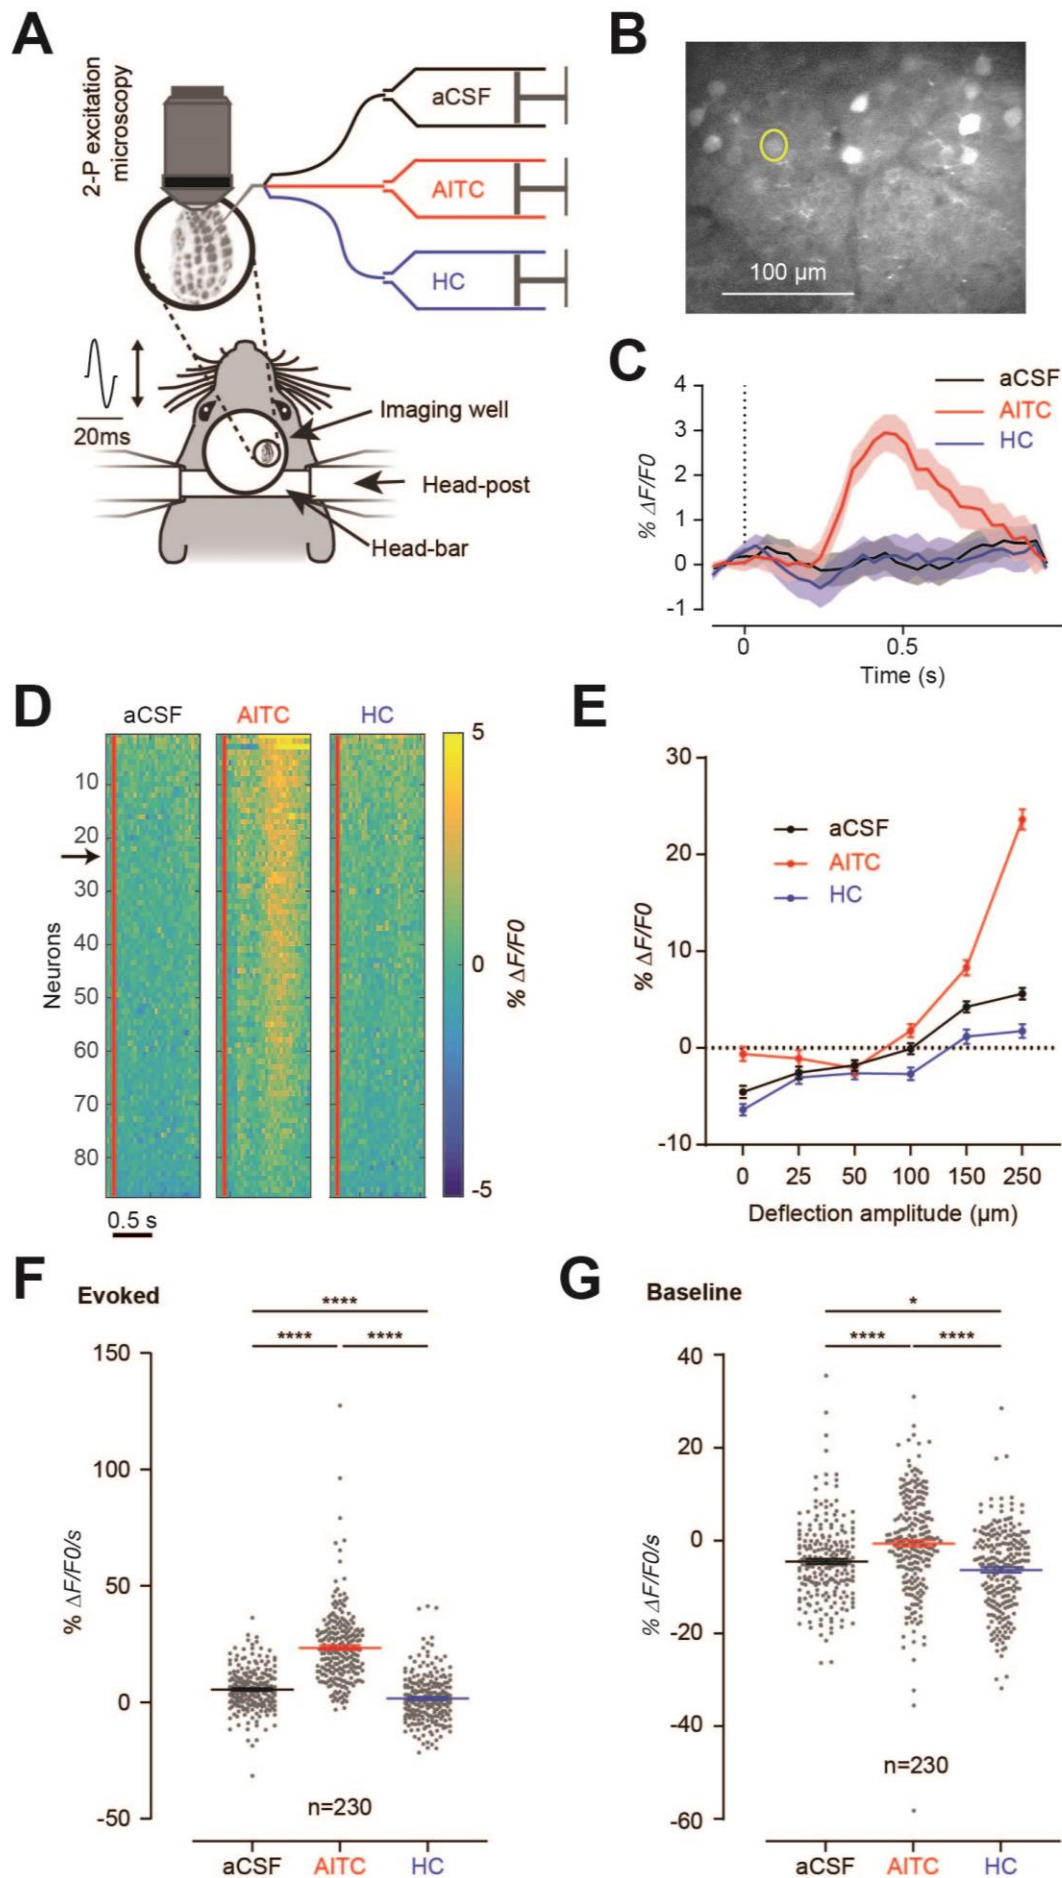 A
2-P excitation
microscopy
aCSF
AITC
HC
20ms
Imaging well
Head-post
Head-bar
B
100 µm
C
4
3
2
1
0
-1
% ΔF/F0
aCSF
AITC
HC
0
0.5
Time (s)
D
aCSF
AITC
HC
10
20
30
40
50
60
70
80
Neurons
0.5 s
5
0
-5
% ΔF/F0
E
30
20
10
0
-10
% ΔF/F0
aCSF
AITC
HC
0
25
50
100
150
250
Deflection amplitude (µm)
F
Evoked
****
****
****
150
100
50
0
-50
% ΔF/F0/s
n=230
aCSF
AITC
HC
G
Baseline
*
****
****
40
20
0
-20
-40
-60
% ΔF/F0/s
n=230
aCSF
AITC
HC